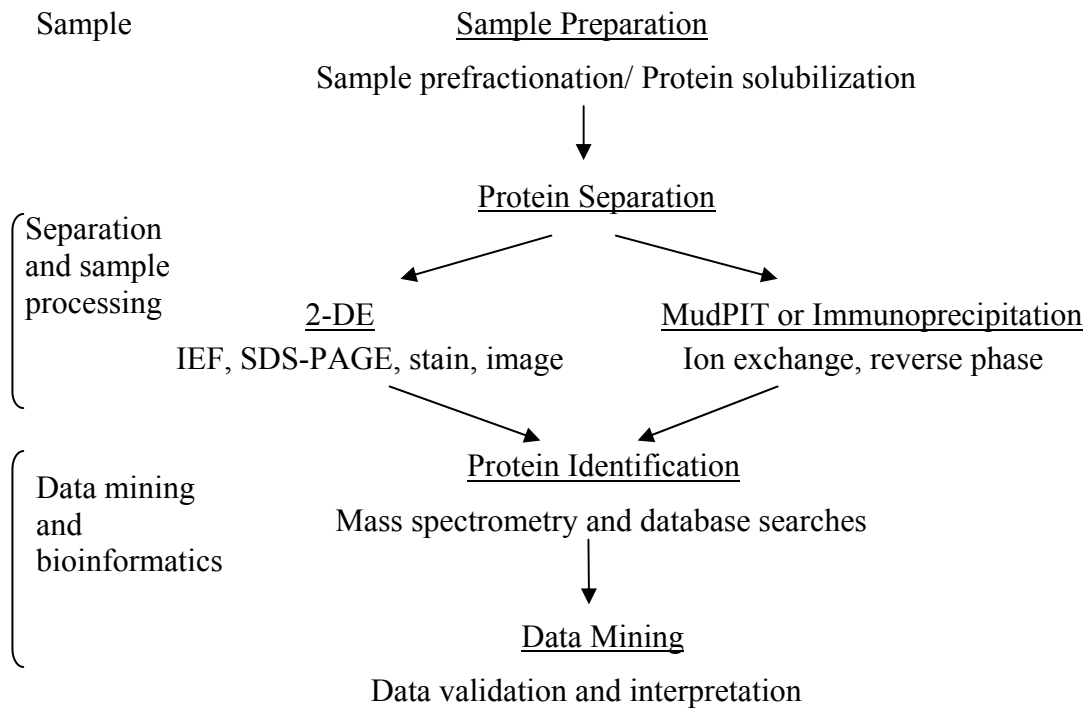 Sample
Sample Preparation
Sample prefractionation/ Protein solubilization
Protein Separation
Separation
and sample
processing
2-DE
MudPIT or Immunoprecipitation
IEF, SDS-PAGE, stain, image
Ion exchange, reverse phase
Protein Identification
Data mining
and
bioinformatics
Mass spectrometry and database searches
Data Mining
Data validation and interpretation